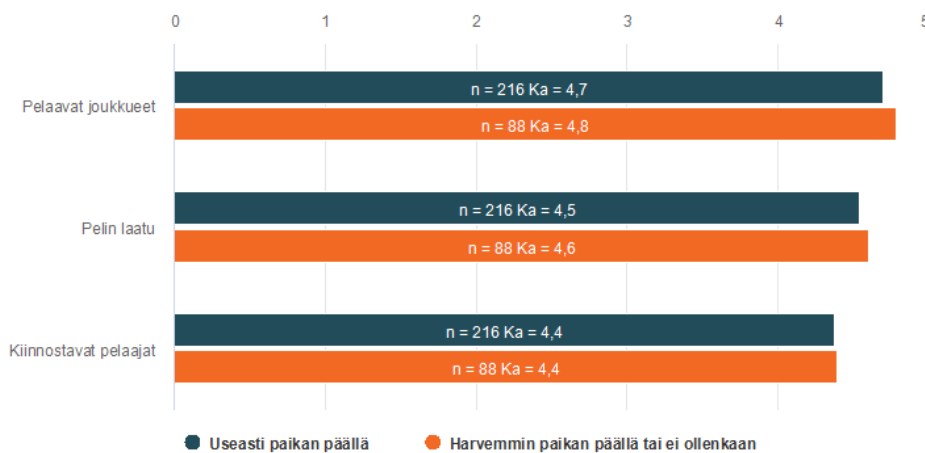 0 1 2 3 4 5
Pelaavat joukkueet
n = 216 Ka = 4,7
n = 88 Ka = 4,8
Pelin laatu
n = 216 Ka = 4,5
n = 88 Ka = 4,6
Kiinnostavat pelaajat
n = 216 Ka = 4,4
n = 88 Ka = 4,4
Useasti paikan päällä Harvemmin paikan päällä tai ei ollenkaan